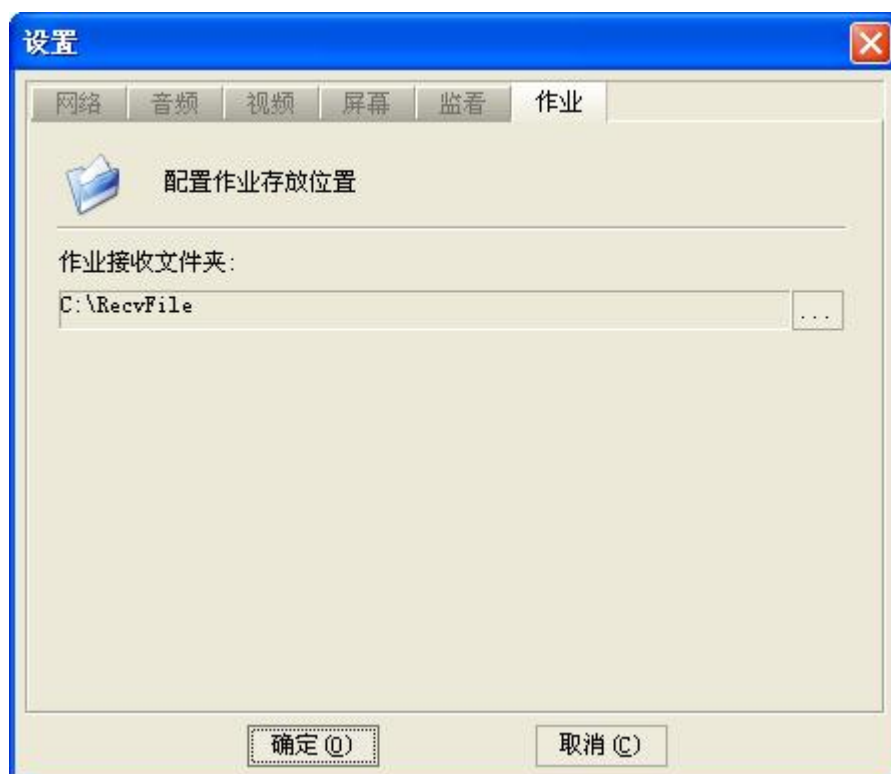 设置
网络 音频 视频 屏幕 监看 作业
配置作业存放位置
作业接收文件夹:
C:\RecvFile
...
确定(O) 取消(C)